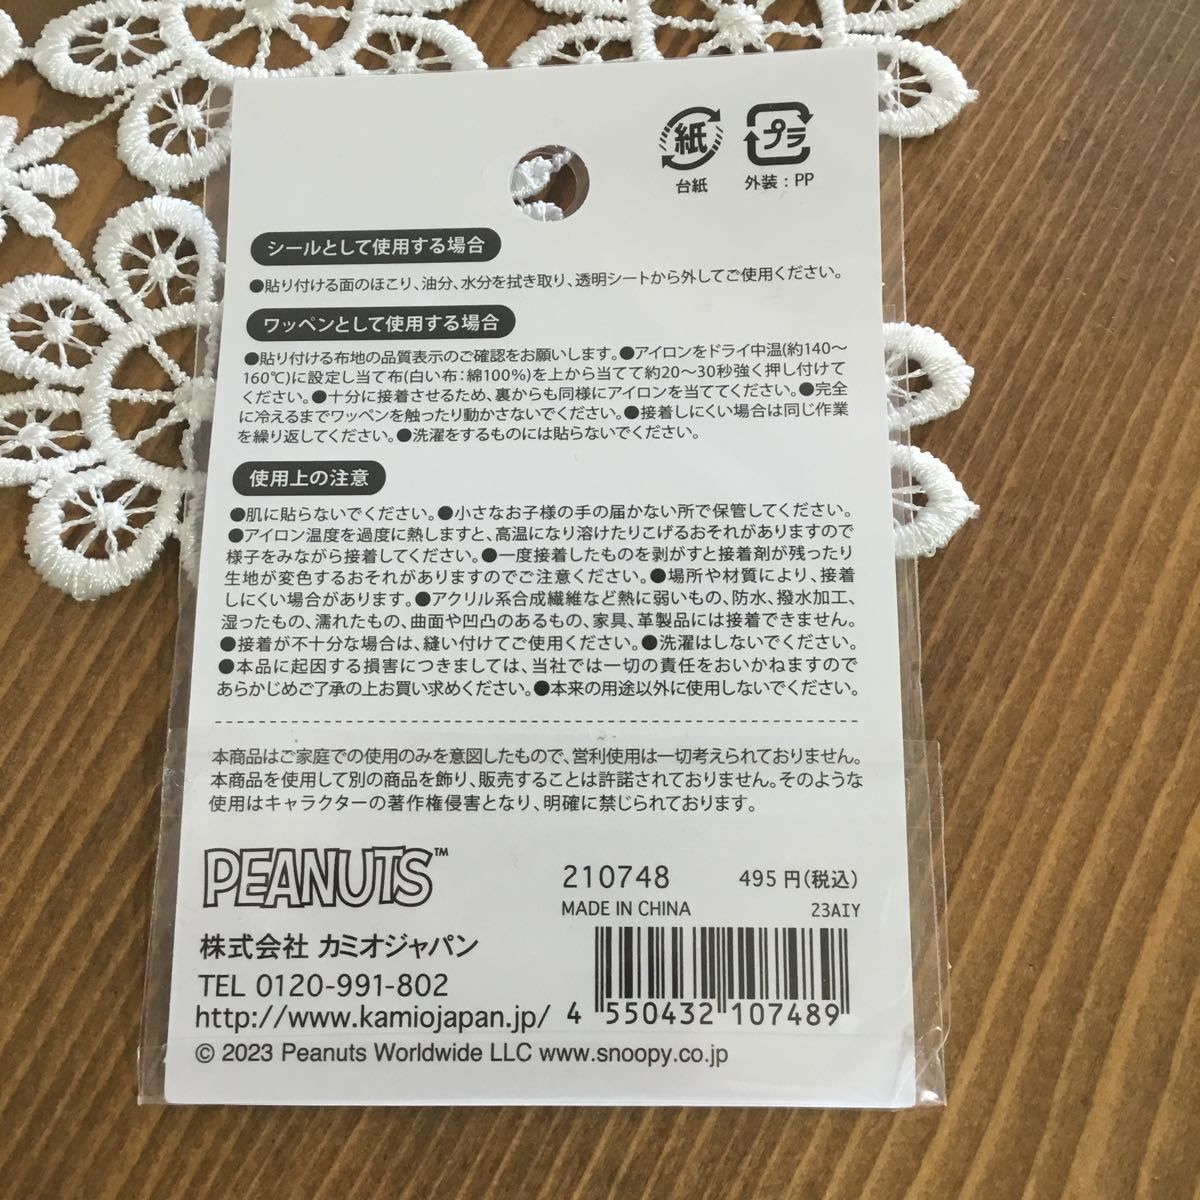 紙
プラ
台紙
外装：PP
シールとして使用する場合
●貼り付ける面のほこり、油分、水分を拭き取り、透明シートから外してご使用ください。
ワッペンとして使用する場合
●貼り付ける布地の品質表示のご確認をお願いします。●アイロンをドライ中温(約140～
160℃)に設定し当て布(白い布：綿100%)を上から当てて約20～30秒強く押し付けて
ください。●十分に接着させるため、裏からも同様にアイロンを当ててください。●完全
に冷えるまでワッペンを触ったり動かさないでください。●接着しにくい場合は同じ作業
を繰り返してください。●洗濯をするものには貼らないでください。
使用上の注意
●肌に貼らないでください。●小さなお子様の手の届かない所で保管してください。
●アイロン温度を過度に熱しますと、高温になり溶けたりこげるおそれがありますので
様子をみながら接着してください。●一度接着したものを剥がすと接着剤が残ったり
生地が変色するおそれがありますのでご注意ください。●場所や材質により、接着
しにくい場合があります。●アクリル系合成繊維など熱に弱いもの、防水、撥水加工、
湿ったもの、濡れたもの、曲面や凹凸のあるもの、家具、革製品には接着できません。
●接着が不十分な場合は、縫い付けてご使用ください。●洗濯はしないでください。
●本品に起因する損害につきましては、当社では一切の責任をおいかねますので
あらかじめご了承の上お買い求めください。●本来の用途以外に使用しないでください。
本商品はご家庭での使用のみを意図したもので、営利使用は一切考えられておりません。
本商品を使用して別の商品を飾り、販売することは許諾されておりません。そのような
使用はキャラクターの著作権侵害となり、明確に禁じられております。
PEANUTS™
210748 495円(税込)
MADE IN CHINA 23AIY
株式会社 カミオジャパン
TEL 0120-991-802
http://www.kamiojapan.jp/
4 550432 107489
© 2023 Peanuts Worldwide LLC www.snoopy.co.jp